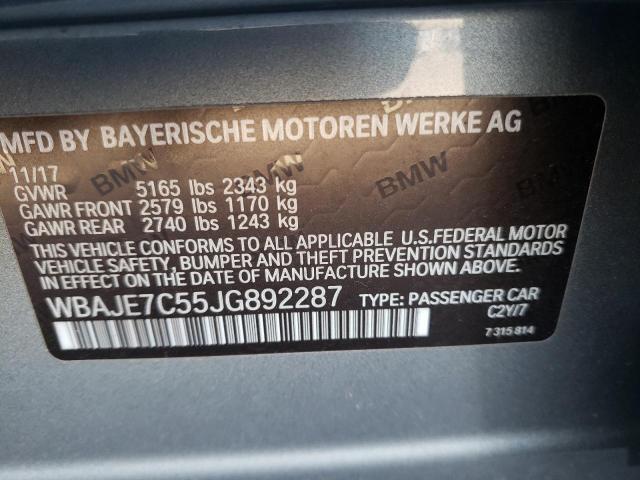 MFD BY BAYERISCHE MOTOREN WERKE AG
11/17
GVWR 5165 lbs 2343 kg
GAWR FRONT 2579 lbs 1170 kg
GAWR REAR 2740 lbs 1243 kg
THIS VEHICLE CONFORMS TO ALL APPLICABLE U.S.FEDERAL MOTOR
VEHICLE SAFETY, BUMPER AND THEFT PREVENTION STANDARDS
IN EFFECT ON THE DATE OF MANUFACTURE SHOWN ABOVE.
WBAJE7C55JG892287 TYPE: PASSENGER CAR
C2Y/7
7 315 814
BMW
BMW
BMW